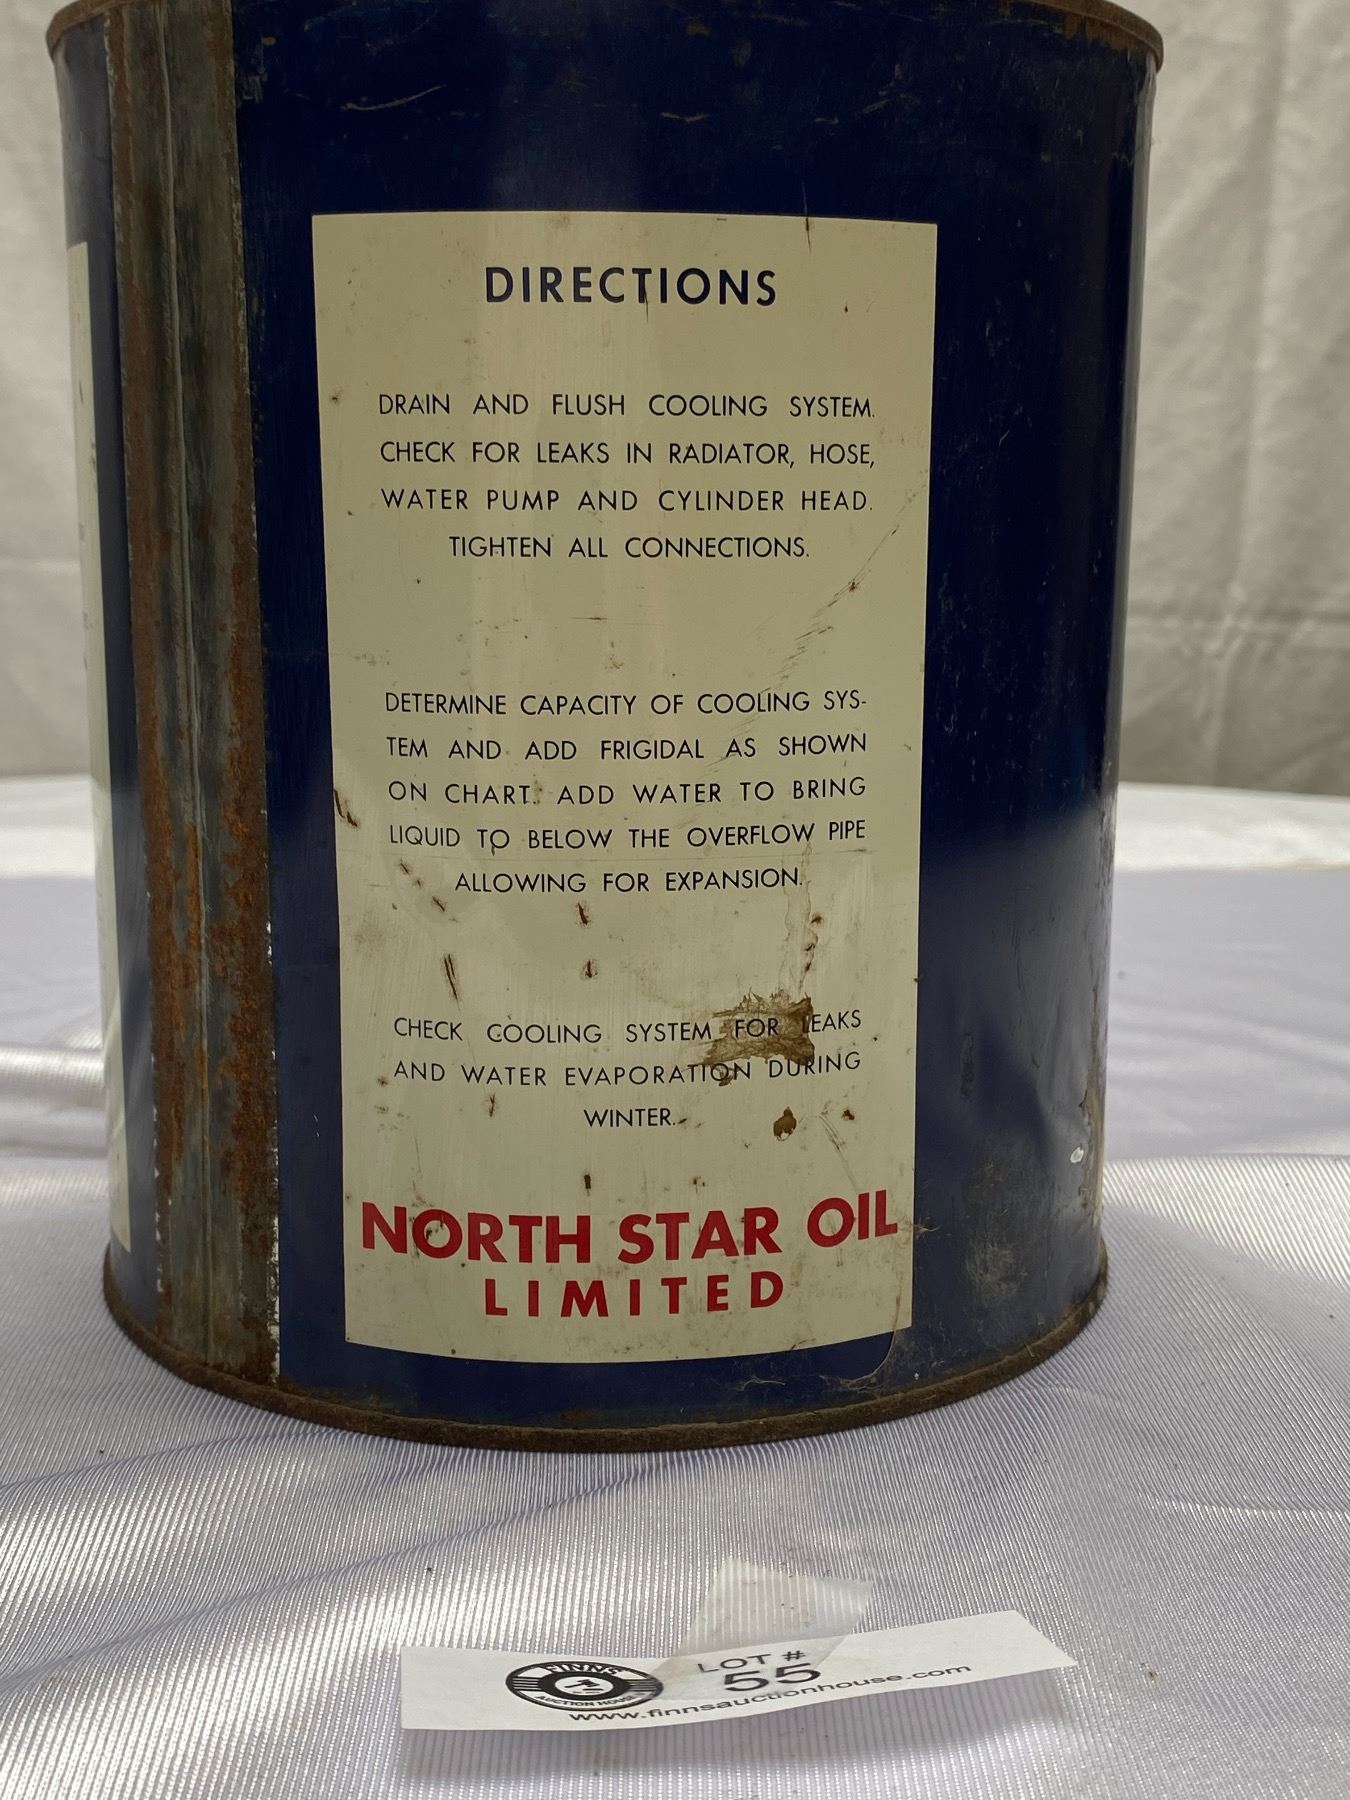 DIRECTIONS
DRAIN AND FLUSH COOLING SYSTEM.
CHECK FOR LEAKS IN RADIATOR, HOSE,
WATER PUMP AND CYLINDER HEAD.
TIGHTEN ALL CONNECTIONS.
DETERMINE CAPACITY OF COOLING SYS-
TEM AND ADD FRIGIDAL AS SHOWN
ON CHART. ADD WATER TO BRING
LIQUID TO BELOW THE OVERFLOW PIPE
ALLOWING FOR EXPANSION.
CHECK COOLING SYSTEM FOR LEAKS
AND WATER EVAPORATION DURING
WINTER.
NORTH STAR OIL
LIMITED
FINNS
AUCTION HOUSE
LOT #
55
www.finnsauctionhouse.com